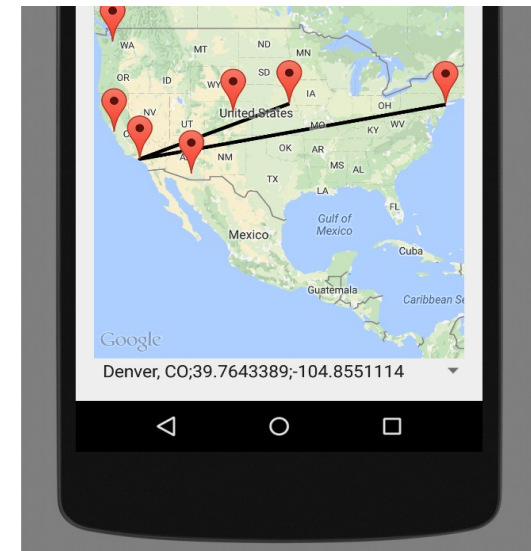 WA
MT
ND
MN
OR
ID
WY
SD
IA
NV
UT
United States
OH
MO
KY
WV
NM
OK
AR
TX
MS
AL
LA
FL
Gulf of
Mexico
Mexico
Cuba
Guatemala
Caribbean Se
Google
Denver, CO;39.7643389;-104.8551114